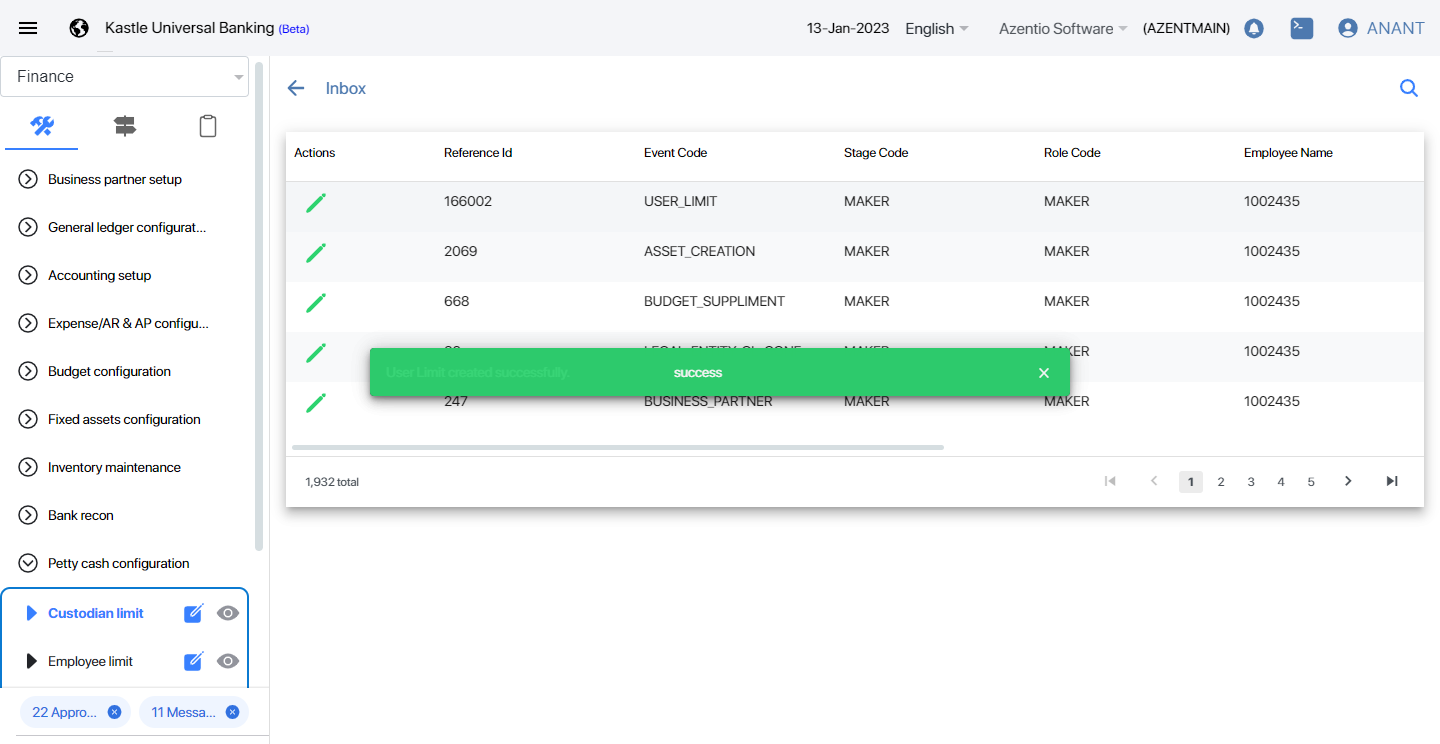 Kastle Universal Banking (Beta)
13-Jan-2023
English
Azentio Software
(AZENTMAIN)
ANANT
Finance
Business partner setup
General ledger configurat...
Accounting setup
Expense/AR & AP configu...
Budget configuration
Fixed assets configuration
Inventory maintenance
Bank recon
Petty cash configuration
Custodian limit
Employee limit
22 Appro...
11 Messa...
Inbox
Actions Reference Id Event Code Stage Code Role Code Employee Name
166002 USER_LIMIT MAKER MAKER 1002435
2069 ASSET_CREATION MAKER MAKER 1002435
668 BUDGET_SUPPLIMENT MAKER MAKER 1002435
MAKER MAKER 1002435
User Limit created successfully. success
247 BUSINESS_PARTNER MAKER MAKER 1002435
1,932 total
1 2 3 4 5